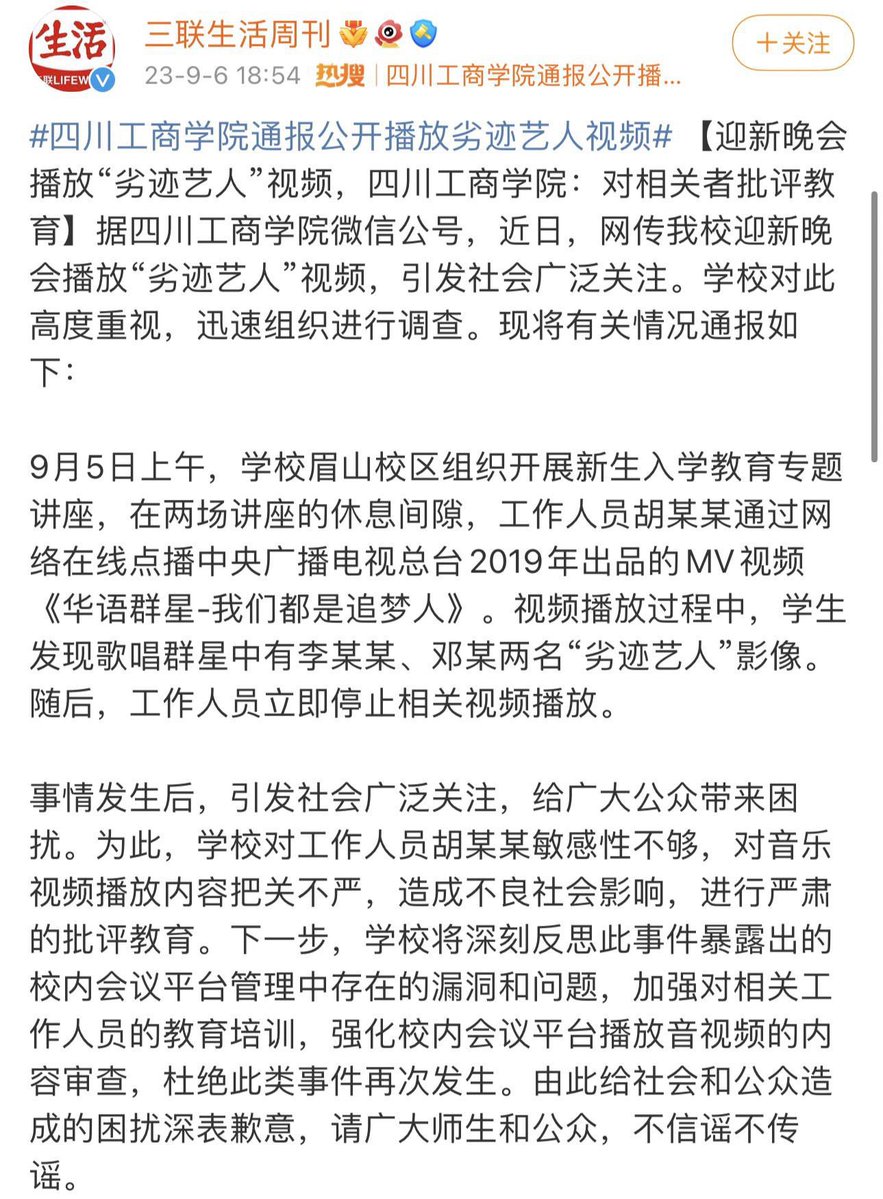 生活
三联LIFEW
三联生活周刊
+关注
23-9-6 18:54 热搜 | 四川工商学院通报公开播...
#四川工商学院通报公开播放劣迹艺人视频# 【迎新晚会
播放“劣迹艺人”视频，四川工商学院：对相关者批评教
育】据四川工商学院微信公号，近日，网传我校迎新晚
会播放“劣迹艺人”视频，引发社会广泛关注。学校对此
高度重视，迅速组织进行调查。现将有关情况通报如
下：
9月5日上午，学校眉山校区组织开展新生入学教育专题
讲座，在两场讲座的休息间隙，工作人员胡某某通过网
络在线点播中央广播电视总台2019年出品的MV视频
《华语群星-我们都是追梦人》。视频播放过程中，学生
发现歌唱群星中有李某某、邓某两名“劣迹艺人”影像。
随后，工作人员立即停止相关视频播放。
事情发生后，引发社会广泛关注，给广大公众带来困
扰。为此，学校对工作人员胡某某敏感性不够，对音乐
视频播放内容把关不严，造成不良社会影响，进行严肃
的批评教育。下一步，学校将深刻反思此事件暴露出的
校内会议平台管理中存在的漏洞和问题，加强对相关工
作人员的教育培训，强化校内会议平台播放音视频的内
容审查，杜绝此类事件再次发生。由此给社会和公众造
成的困扰深表歉意，请广大师生和公众，不信谣不传
谣。